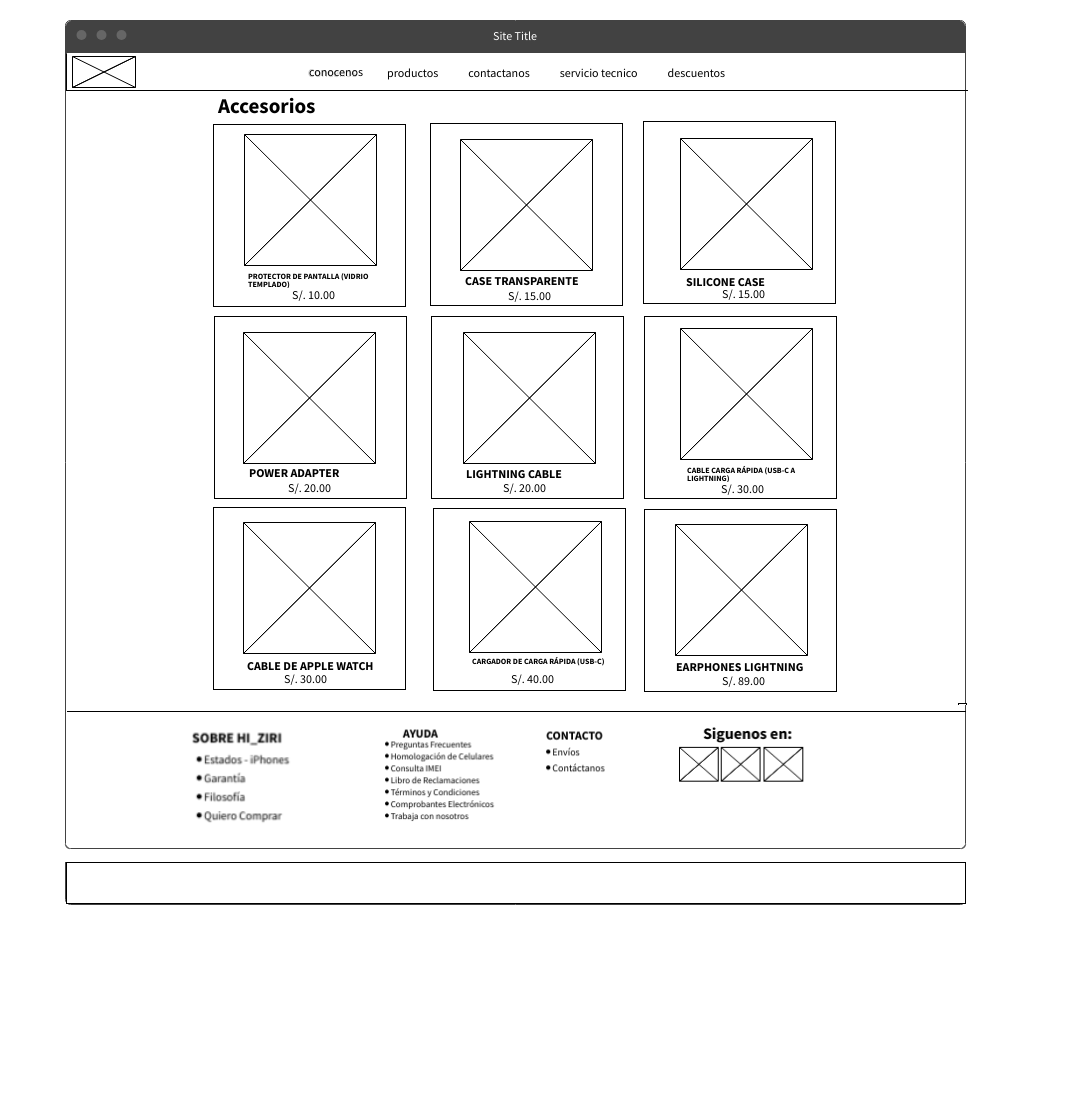 Site Title
conocenos productos contactanos servicio tecnico descuentos
Accesorios
PROTECTOR DE PANTALLA (VIDRIO
TEMPLADO)
S/. 10.00
CASE TRANSPARENTE
S/. 15.00
SILICONE CASE
S/. 15.00
POWER ADAPTER
S/. 20.00
LIGHTNING CABLE
S/. 20.00
CABLE CARGA RÁPIDA (USB-C A
LIGHTNING)
S/. 30.00
CABLE DE APPLE WATCH
S/. 30.00
CARGADOR DE CARGA RÁPIDA (USB-C)
S/. 40.00
EARPHONES LIGHTNING
S/. 89.00
SOBRE HI_ZIRI
Estados - iPhones
Garantía
Filosofía
Quiero Comprar
AYUDA
Preguntas Frecuentes
Homologación de Celulares
Consulta IMEI
Libro de Reclamaciones
Términos y Condiciones
Comprobantes Electrónicos
Trabaja con nosotros
CONTACTO
Envíos
Contáctanos
Siguenos en: